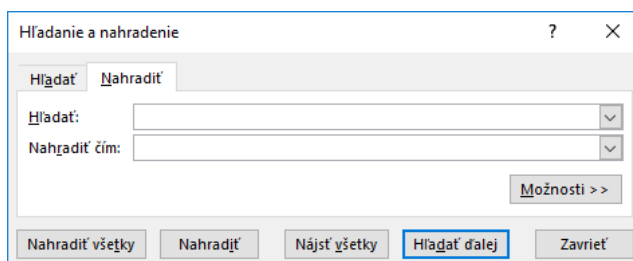 Hľadanie a nahradenie ?
Hľadať Nahradiť
Hľadať:
Nahradiť čím:
Možnosti >>
Nahradiť všetky Nahradiť Nájsť všetky Hľadať ďalej Zavrieť